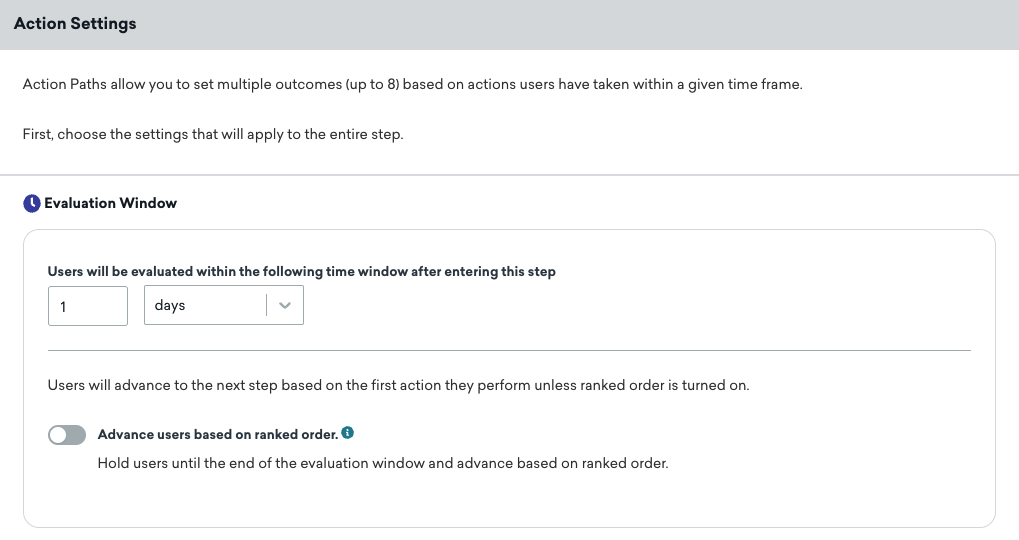 Action Settings
Action Paths allow you to set multiple outcomes (up to 8) based on actions users have taken within a given time frame.
First, choose the settings that will apply to the entire step.
Evaluation Window
Users will be evaluated within the following time window after entering this step
1 days
Users will advance to the next step based on the first action they perform unless ranked order is turned on.
Advance users based on ranked order. i
Hold users until the end of the evaluation window and advance based on ranked order.